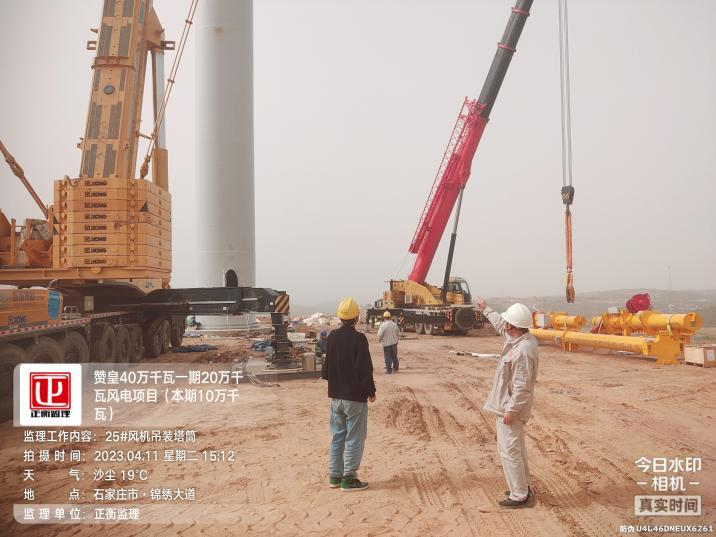 XCMG
XCMG
正衡监理
赞皇40万千瓦一期20万千
瓦风电项目（本期10万千
瓦）
监理工作内容：25#风机吊装塔筒
拍摄时间：2023.04.11 星期二 15:12
天气：沙尘 19℃
地点：石家庄市·锦绣大道
监理单位：正衡监理
今日水印
-相机-
真实时间
防伪 U4L46DNEUX6261